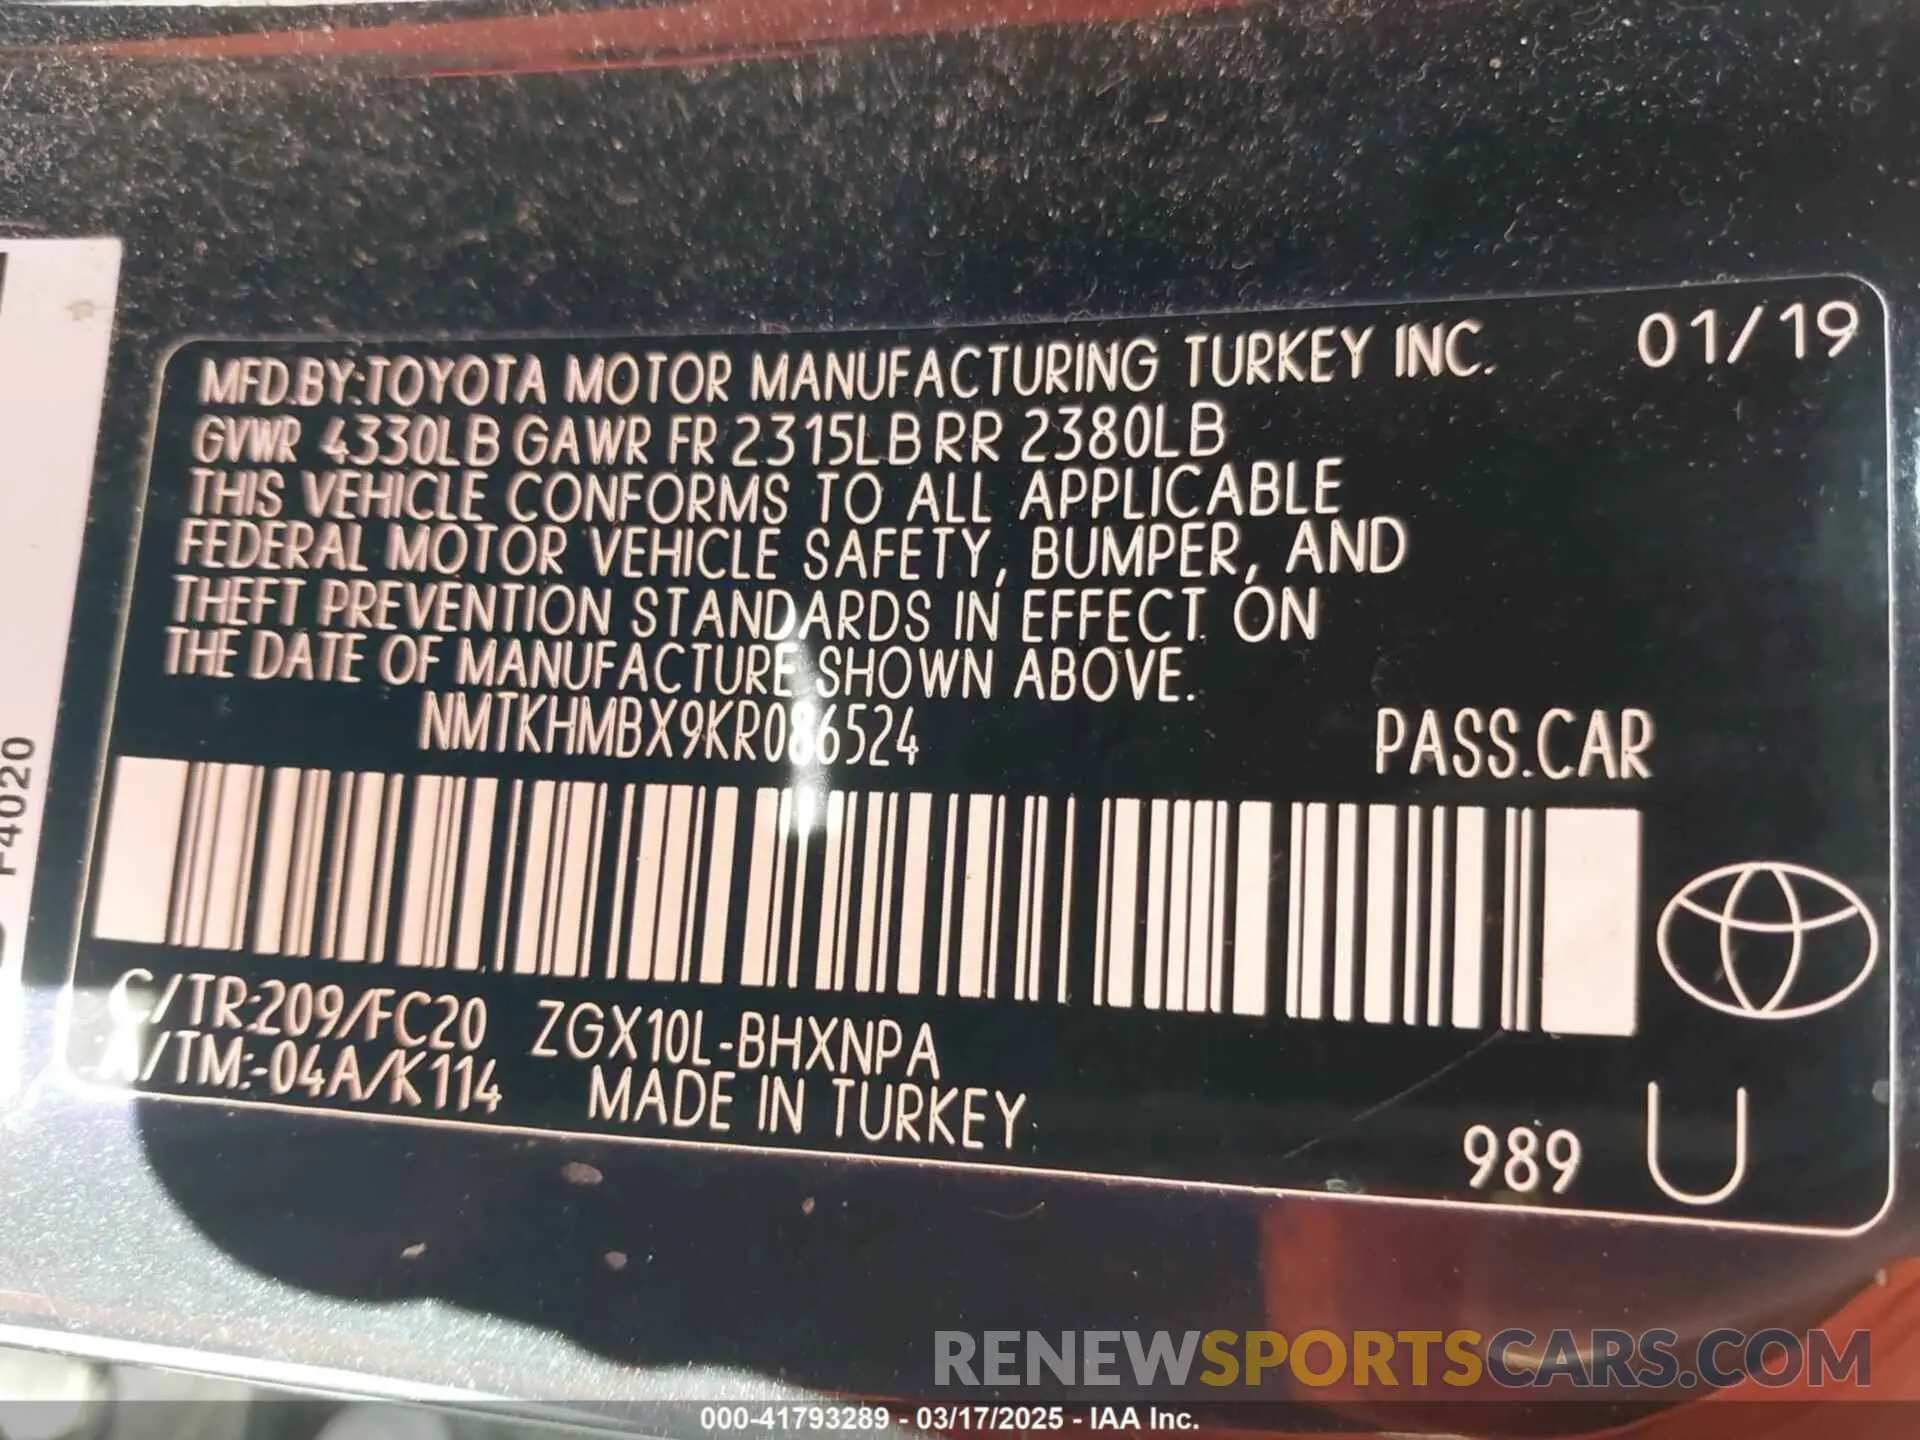 MFD.BY:TOYOTA MOTOR MANUFACTURING TURKEY INC. 01/19
GVWR 4330LB GAWR FR 2315LB RR 2380LB
THIS VEHICLE CONFORMS TO ALL APPLICABLE
FEDERAL MOTOR VEHICLE SAFETY, BUMPER, AND
THEFT PREVENTION STANDARDS IN EFFECT ON
THE DATE OF MANUFACTURE SHOWN ABOVE.
NMTKHMBX9KR086524 PASS.CAR
C/TR:209/FC20 ZGX10L-BHXNPA
A/TM:-04A/K114 MADE IN TURKEY
989 U
F4020
RENEWSPORTSCARS.COM
000-41793289 - 03/17/2025 - IAA Inc.